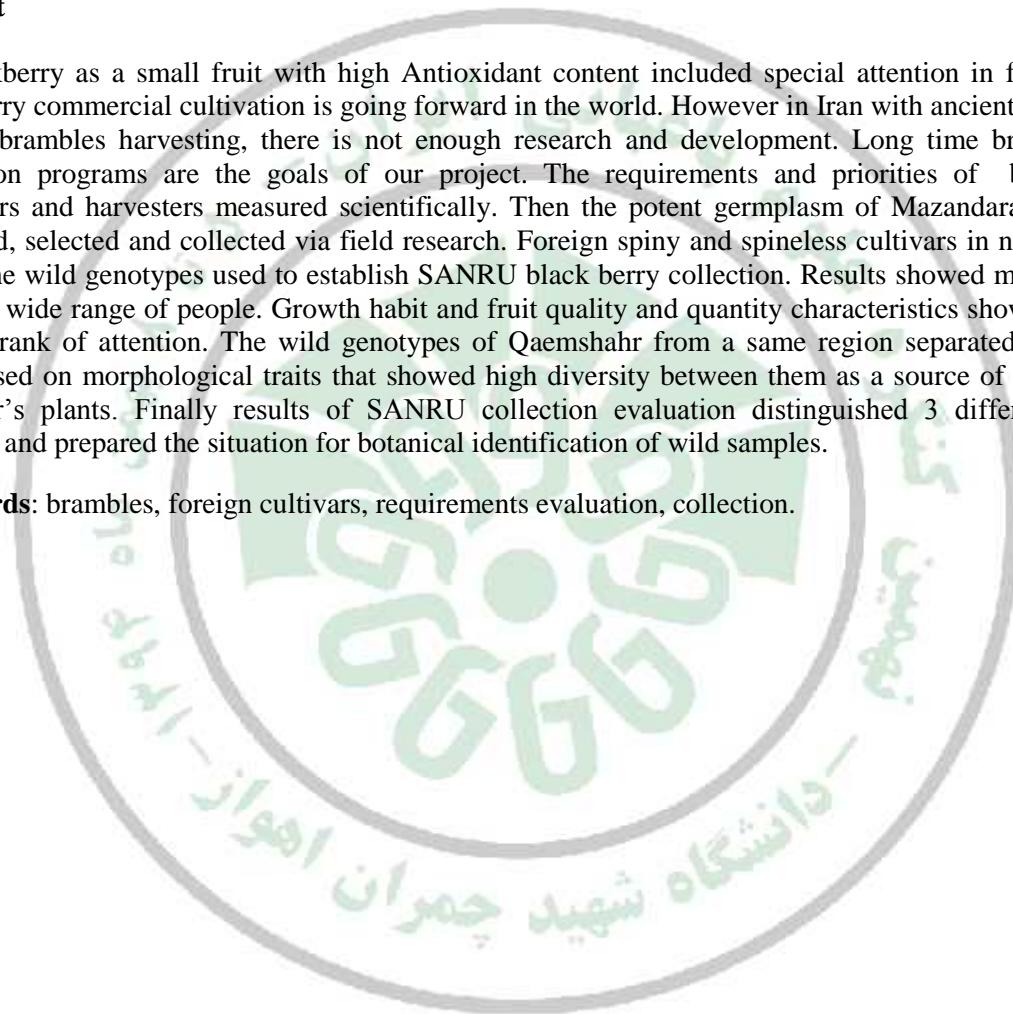 t
kberry as a small fruit with high Antioxidant content included special attention in f
rry commercial cultivation is going forward in the world. However in Iran with ancient
brambles harvesting, there is not enough research and development. Long time br
on programs are the goals of our project. The requirements and priorities of b
rs and harvesters measured scientifically. Then the potent germplasm of Mazandara
d, selected and collected via field research. Foreign spiny and spineless cultivars in n
he wild genotypes used to establish SANRU black berry collection. Results showed m
wide range of people. Growth habit and fruit quality and quantity characteristics show
rank of attention. The wild genotypes of Qaemshahr from a same region separated
sed on morphological traits that showed high diversity between them as a source of
r's plants. Finally results of SANRU collection evaluation distinguished 3 differ
and prepared the situation for botanical identification of wild samples.
rds: brambles, foreign cultivars, requirements evaluation, collection.
دانشگاه شهید چمران اهواز